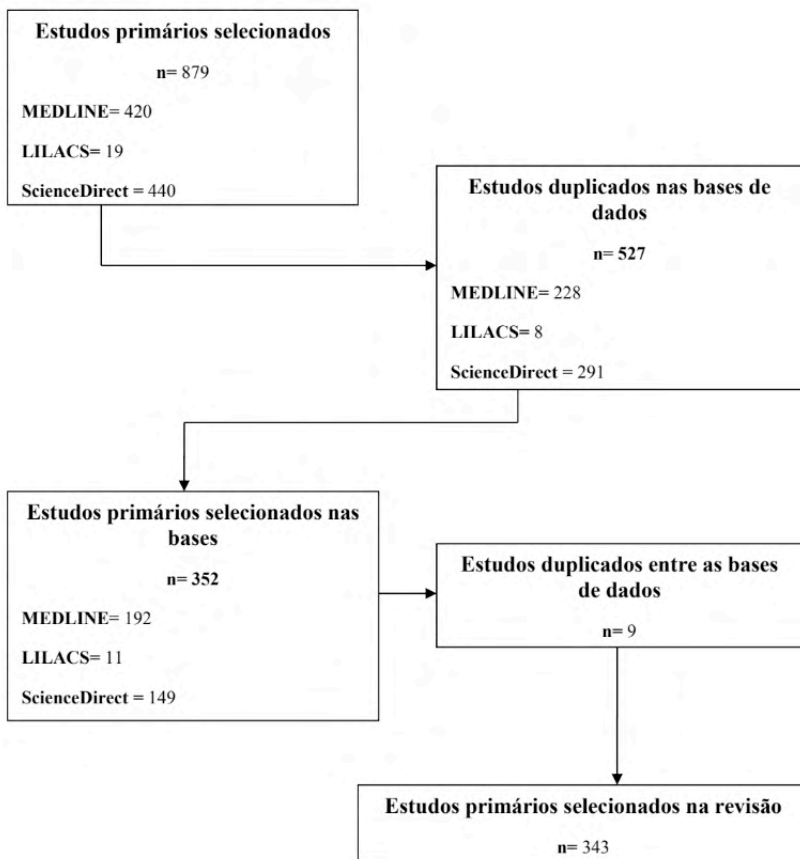 Estudos primários selecionados
n= 879
MEDLINE= 420
LILACS= 19
ScienceDirect = 440
Estudos duplicados nas bases de
dados
n= 527
MEDLINE= 228
LILACS= 8
ScienceDirect = 291
Estudos primários selecionados nas
bases
n= 352
MEDLINE= 192
LILACS= 11
ScienceDirect = 149
Estudos duplicados entre as bases
de dados
n= 9
Estudos primários selecionados na revisão
n= 343